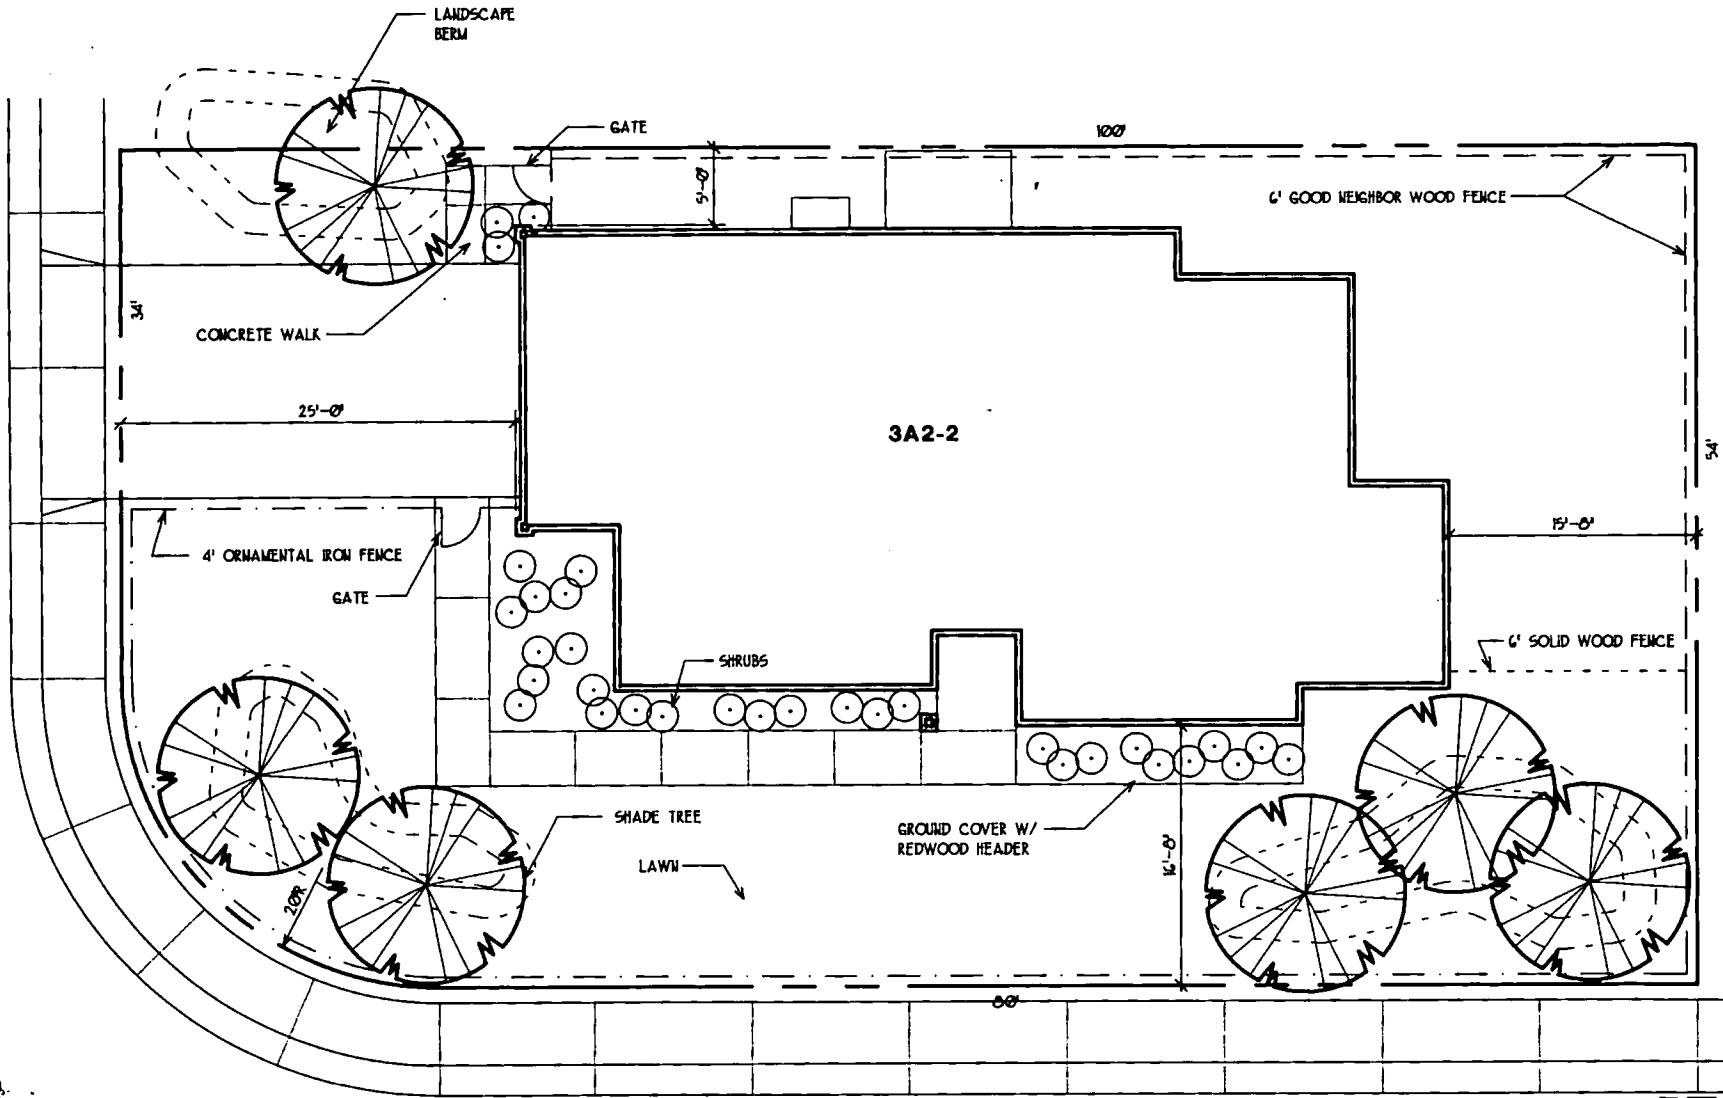 LANDSCAPE
BERM
GATE
100'
5'-0"
6' GOOD NEIGHBOR WOOD FENCE
34'
CONCRETE WALK
25'-0"
3A2-2
54'
15'-8"
4' ORNAMENTAL IRON FENCE
GATE
6' SOLID WOOD FENCE
SHRUBS
SHADE TREE
GROUND COVER W/
REDWOOD HEADER
LAWN
16'-8"
20'R
80'